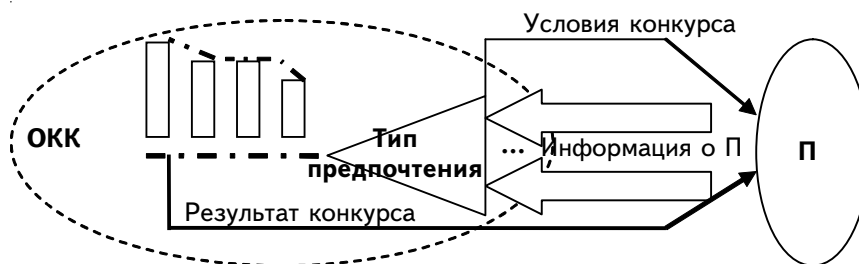 Условия конкурса
ОКК
Тип
предпочтения
...
Информация о П
П
Результат конкурса